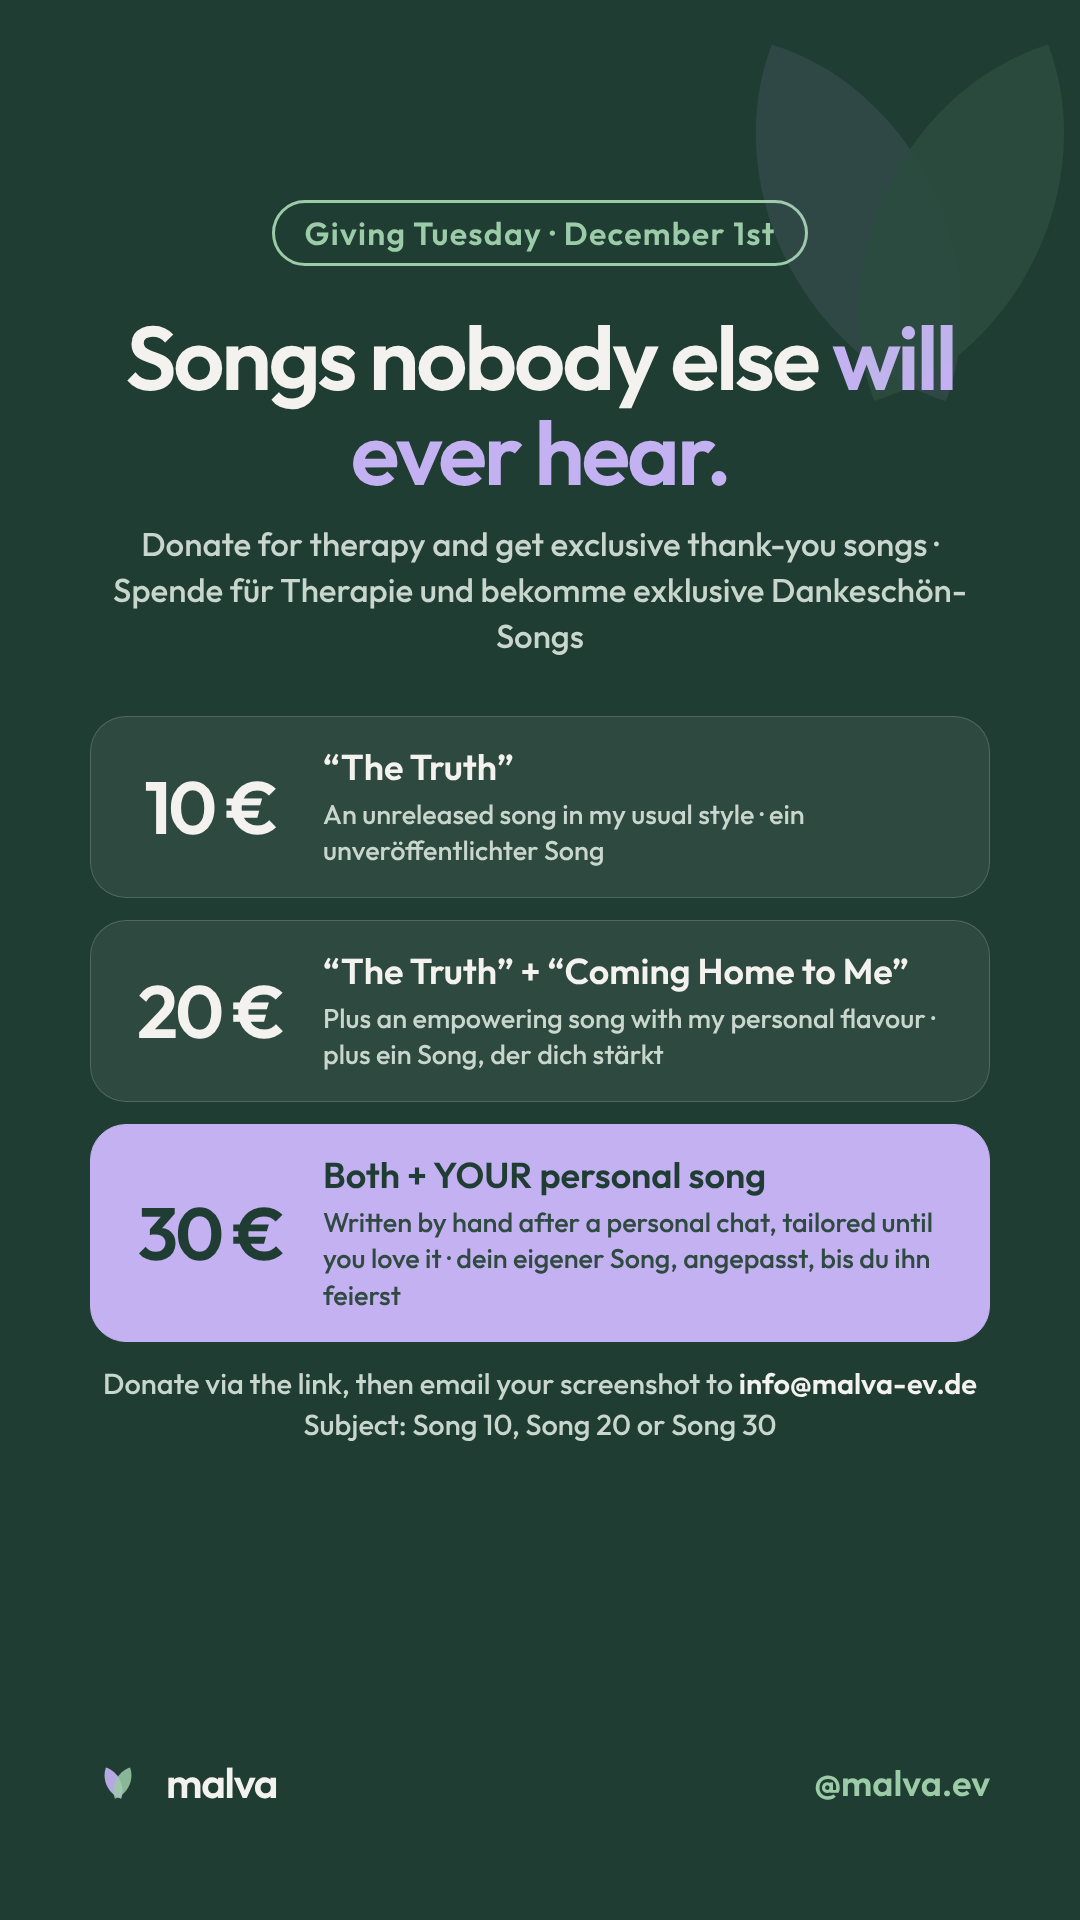 Giving Tuesday · December 1st
Songs nobody else will
ever hear.
Donate for therapy and get exclusive thank-you songs ·
Spende für Therapie und bekomme exklusive Dankeschön-
Songs
10 €
“The Truth”
An unreleased song in my usual style · ein
unveröffentlichter Song
20 €
“The Truth” + “Coming Home to Me”
Plus an empowering song with my personal flavour ·
plus ein Song, der dich stärkt
30 €
Both + YOUR personal song
Written by hand after a personal chat, tailored until
you love it · dein eigener Song, angepasst, bis du ihn
feierst
Donate via the link, then email your screenshot to info@malva-ev.de
Subject: Song 10, Song 20 or Song 30
malva
@malva.ev